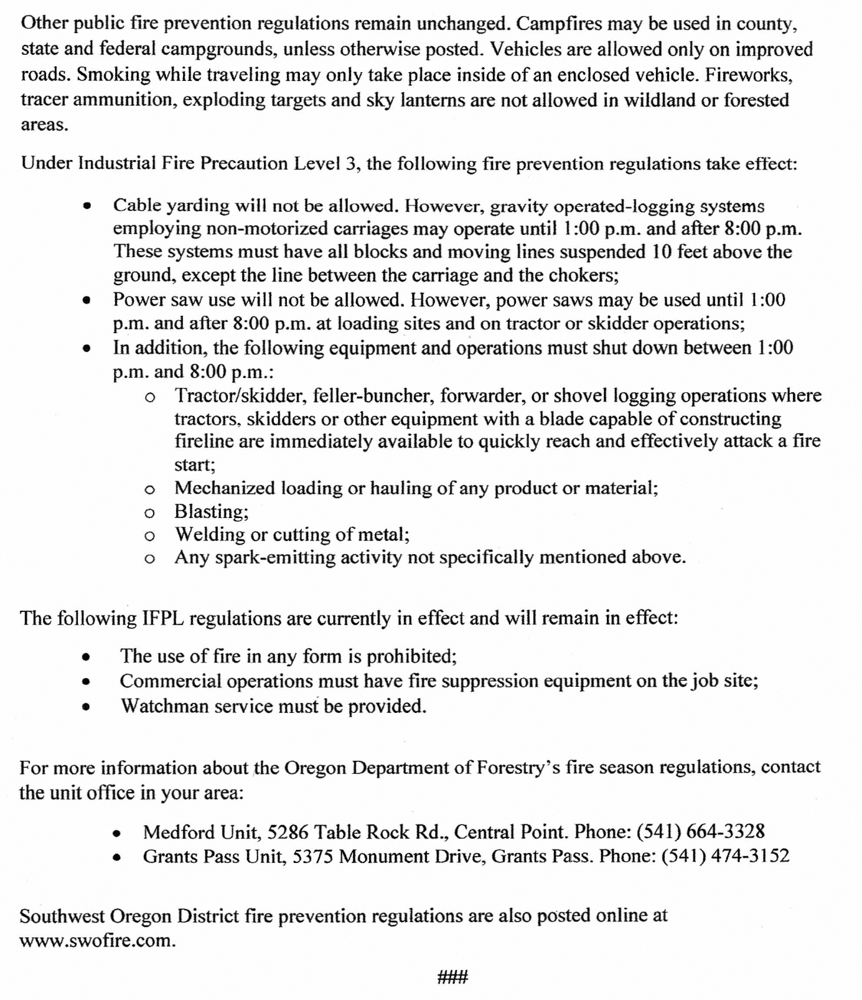 Other public fire prevention regulations remain unchanged. Campfires may be used in county,
state and federal campgrounds, unless otherwise posted. Vehicles are allowed only on improved
roads. Smoking while traveling may only take place inside of an enclosed vehicle. Fireworks,
tracer ammunition, exploding targets and sky lanterns are not allowed in wildland or forested
areas.
Under Industrial Fire Precaution Level 3, the following fire prevention regulations take effect:
• Cable yarding will not be allowed. However, gravity operated-logging systems
employing non-motorized carriages may operate until 1:00 p.m. and after 8:00 p.m.
These systems must have all blocks and moving lines suspended 10 feet above the
ground, except the line between the carriage and the chokers;
• Power saw use will not be allowed. However, power saws may be used until 1:00
p.m. and after 8:00 p.m. at loading sites and on tractor or skidder operations;
• In addition, the following equipment and operations must shut down between 1:00
p.m. and 8:00 p.m.:
o Tractor/skidder, feller-buncher, forwarder, or shovel logging operations where
tractors, skidders or other equipment with a blade capable of constructing
fireline are immediately available to quickly reach and effectively attack a fire
start;
o Mechanized loading or hauling of any product or material;
o Blasting;
o Welding or cutting of metal;
o Any spark-emitting activity not specifically mentioned above.
The following IFPL regulations are currently in effect and will remain in effect:
• The use of fire in any form is prohibited;
• Commercial operations must have fire suppression equipment on the job site;
• Watchman service must be provided.
For more information about the Oregon Department of Forestry's fire season regulations, contact
the unit office in your area:
• Medford Unit, 5286 Table Rock Rd., Central Point. Phone: (541) 664-3328
• Grants Pass Unit, 5375 Monument Drive, Grants Pass. Phone: (541) 474-3152
Southwest Oregon District fire prevention regulations are also posted online at
www.swofire.com.
###